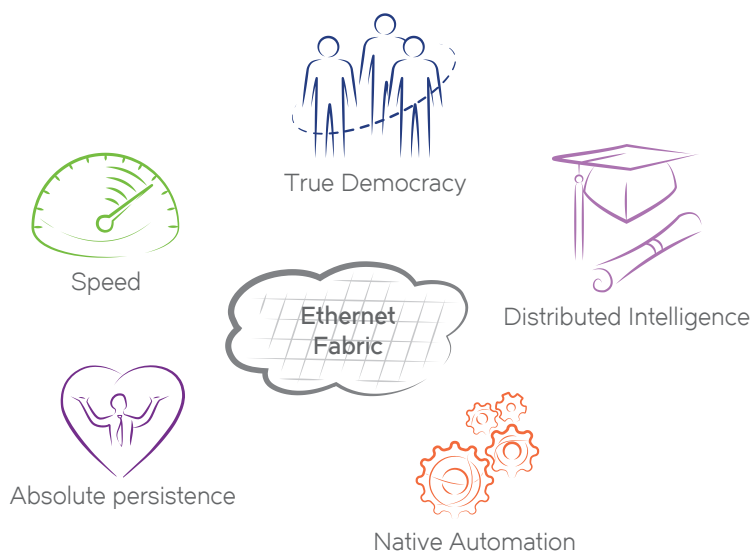 True Democracy
Speed
Distributed Intelligence
Ethernet
Fabric
Absolute persistence
Native Automation